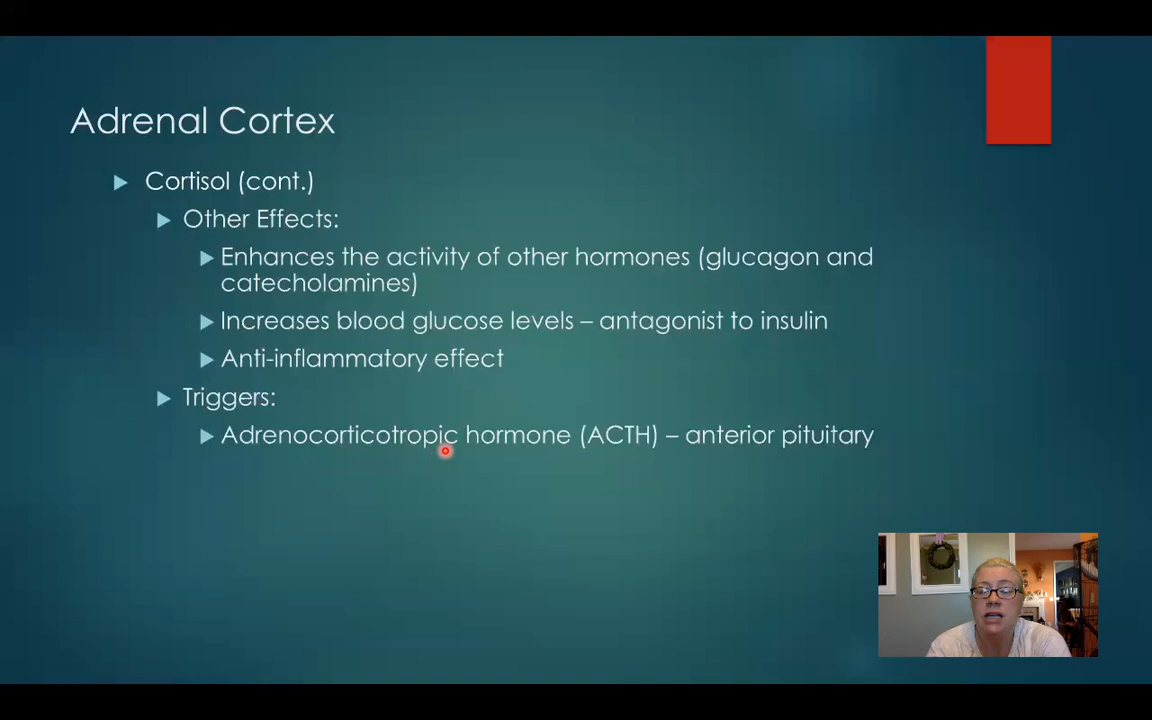 Adrenal Cortex
Cortisol (cont.)
Other Effects:
Enhances the activity of other hormones (glucagon and
catecholamines)
Increases blood glucose levels – antagonist to insulin
Anti-inflammatory effect
Triggers:
Adrenocorticotropic hormone (ACTH) – anterior pituitary